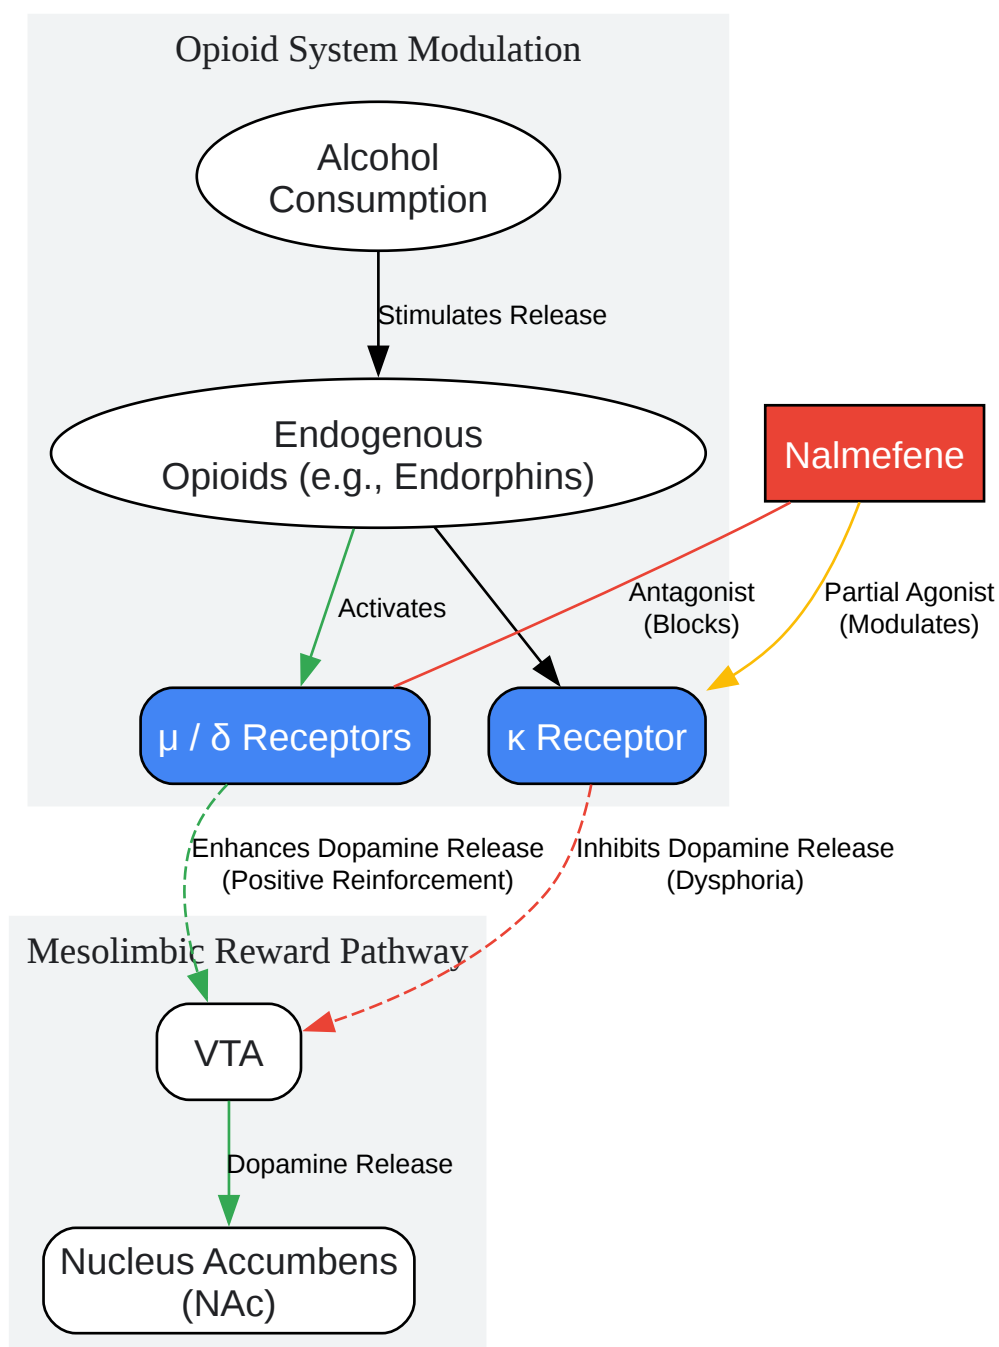 Opioid System Modulation
Alcohol
Consumption
Stimulates Release
Endogenous
Opioids (e.g., Endorphins)
Nalmefene
Activates
Antagonist
(Blocks)
Partial Agonist
(Modulates)
μ / δ Receptors
κ Receptor
Enhances Dopamine Release
(Positive Reinforcement)
Inhibits Dopamine Release
(Dysphoria)
Mesolimbic Reward Pathway
VTA
Dopamine Release
Nucleus Accumbens
(NAc)